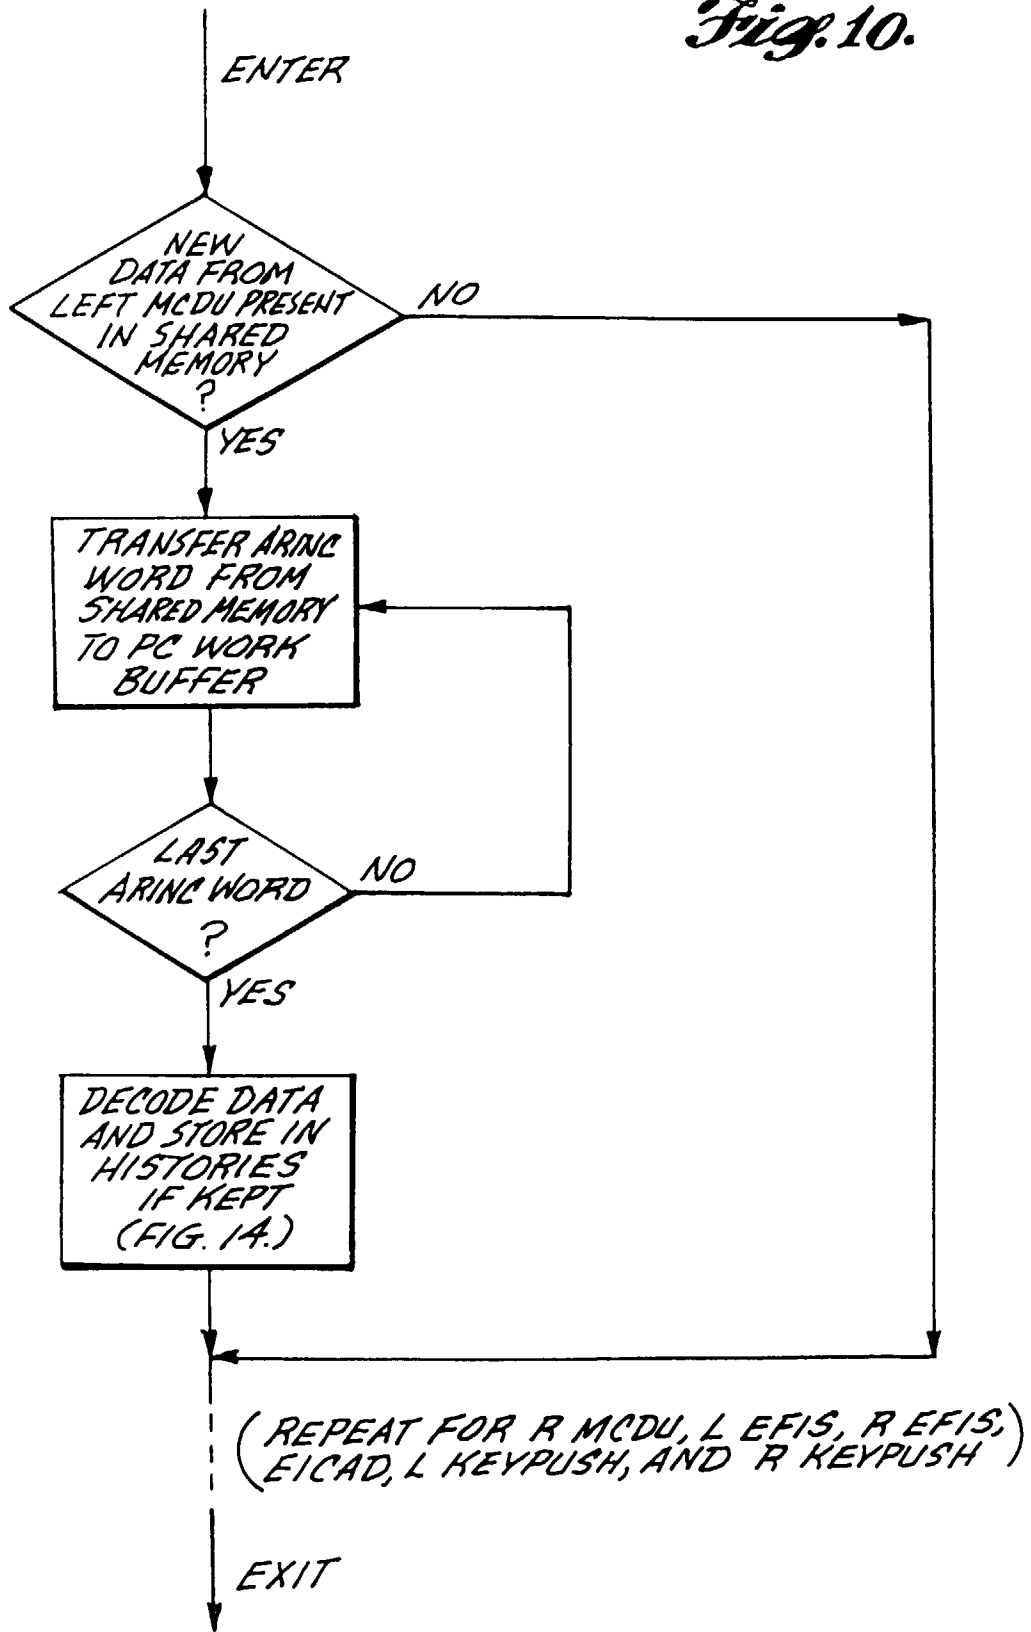 Fig. 10.
ENTER
NEW
DATA FROM
LEFT MCDU PRESENT
IN SHARED
MEMORY
?
NO
YES
TRANSFER ARINC
WORD FROM
SHARED MEMORY
TO PC WORK
BUFFER
LAST
ARINC WORD
?
NO
YES
DECODE DATA
AND STORE IN
HISTORIES
IF KEPT
(FIG. 14.)
(REPEAT FOR R MCDU, L EFIS, R EFIS,
EICAD, L KEYPUSH, AND R KEYPUSH)
EXIT